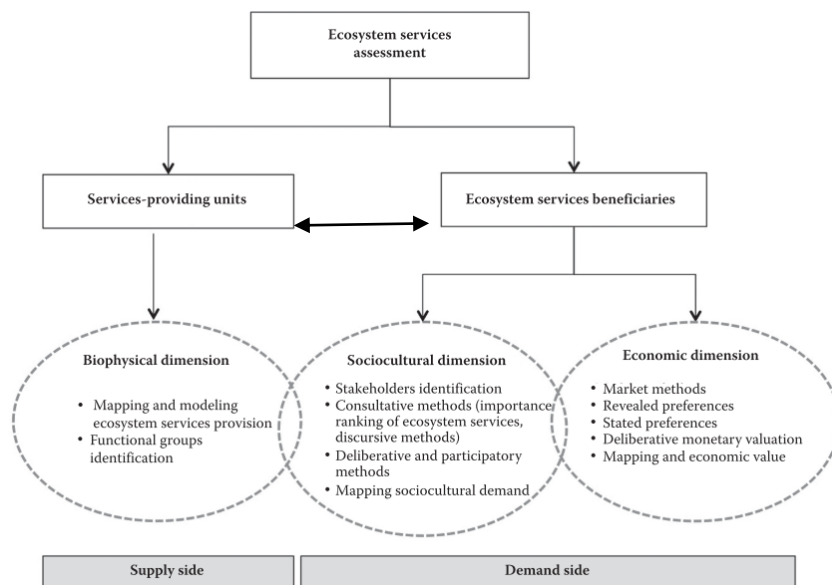 Ecosystem services
assessment
Services-providing units
Ecosystem services beneficiaries
Biophysical dimension
• Mapping and modeling
ecosystem services provision
• Functional groups
identification
Sociocultural dimension
• Stakeholders identification
• Consultative methods (importance
ranking of ecosystem services,
discursive methods)
• Deliberative and participatory
methods
• Mapping sociocultural demand
Economic dimension
• Market methods
• Revealed preferences
• Stated preferences
• Deliberative monetary valuation
• Mapping and economic value
Supply side
Demand side